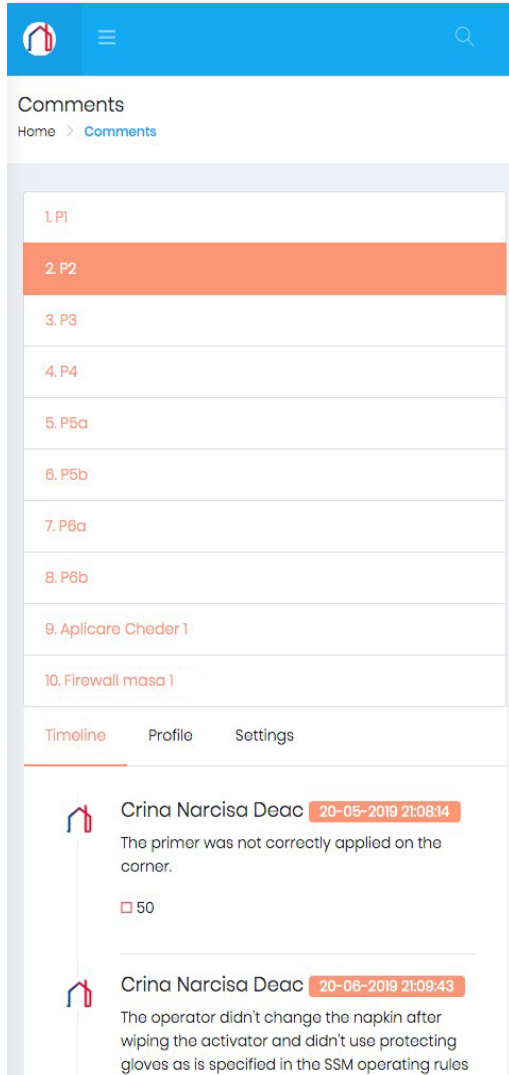 Comments
Home > Comments
1. P1
2. P2
3. P3
4. P4
5. P5a
6. P5b
7. P6a
8. P6b
9. Aplicare Cheder 1
10. Firewall masa 1
Timeline Profile Settings
Crina Narcisa Deac 20-05-2019 21:08:14
The primer was not correctly applied on the
corner.
50
Crina Narcisa Deac 20-06-2019 21:09:43
The operator didn't change the napkin after
wiping the activator and didn't use protecting
gloves as is specified in the SSM operating rules